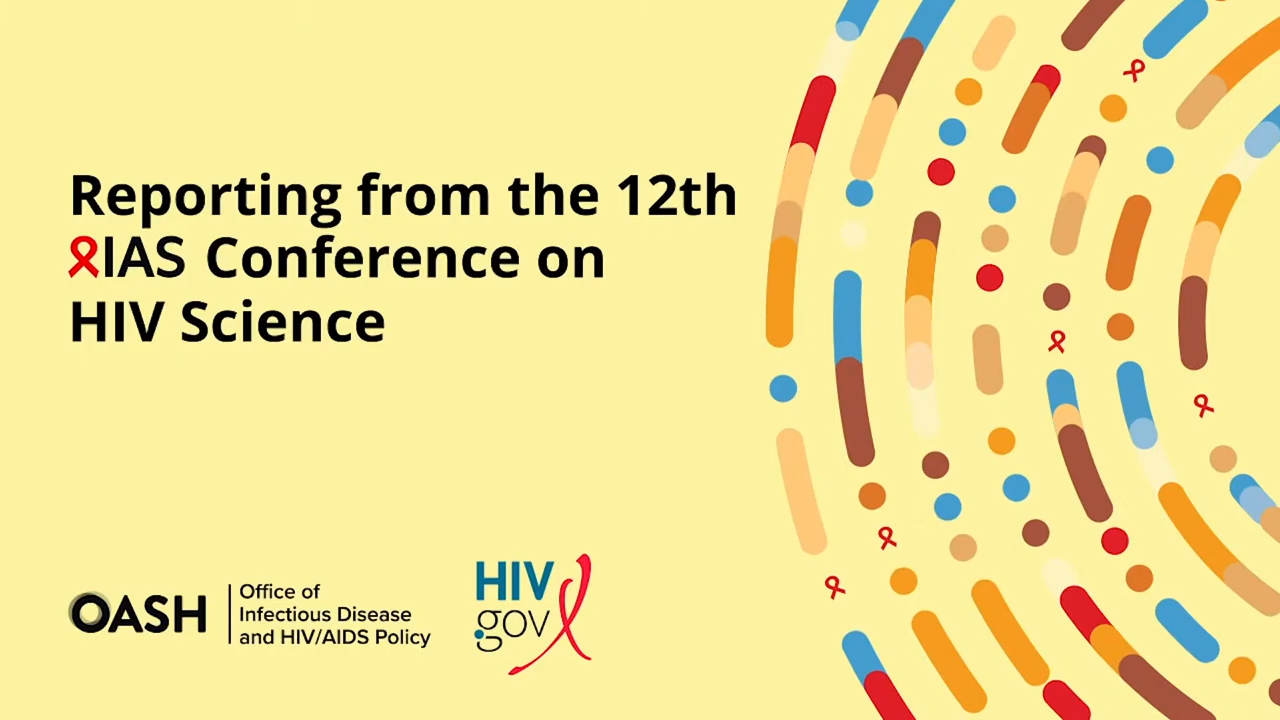 Reporting from the 12th
IAS Conference on
HIV Science
OASH
Office of
Infectious Disease
and HIV/AIDS Policy
HIV
.gov